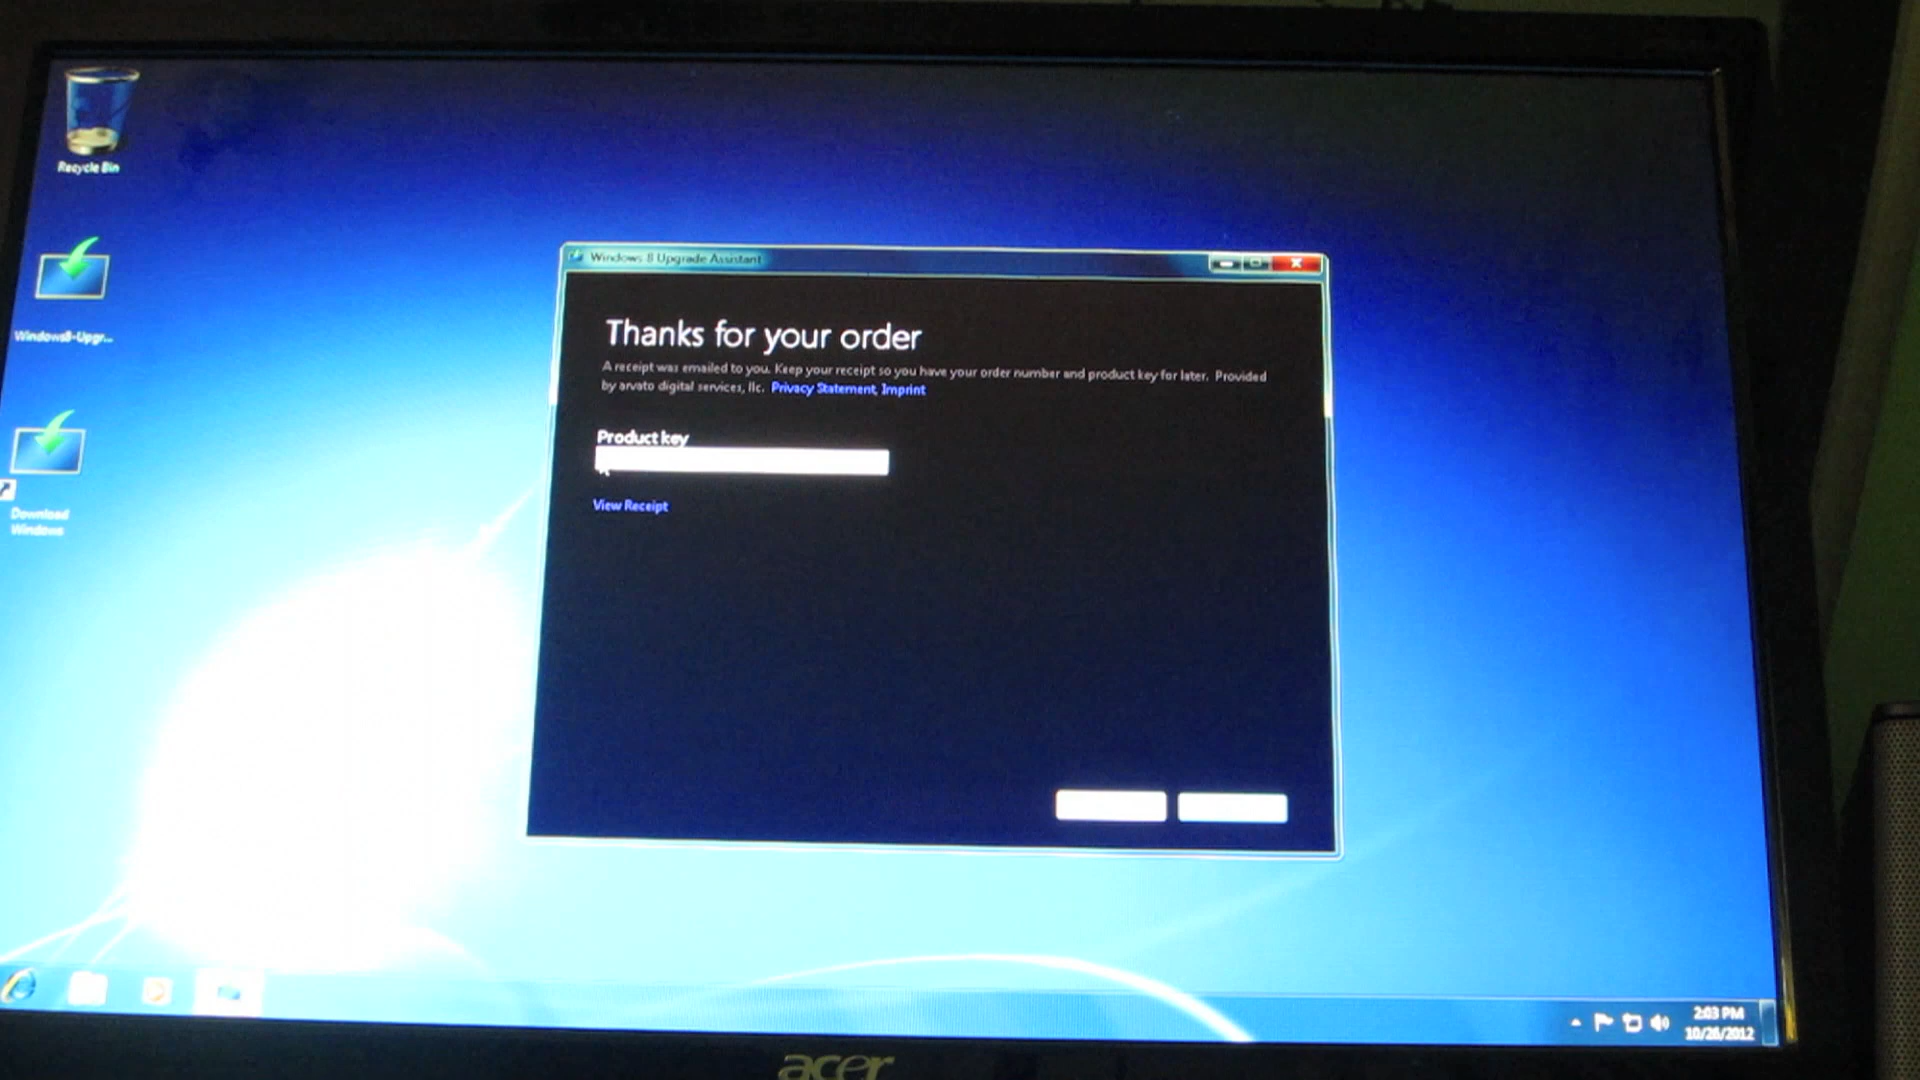 Recycle Bin
Windows8-Upgr...
Download
Windows
Windows 8 Upgrade Assistant
Thanks for your order
A receipt was emailed to you. Keep your receipt so you have your order number and product key for later. Provided
by arvato digital services, llc. Privacy Statement, Imprint
Product key
View Receipt
2:03 PM
10/26/2012
acer